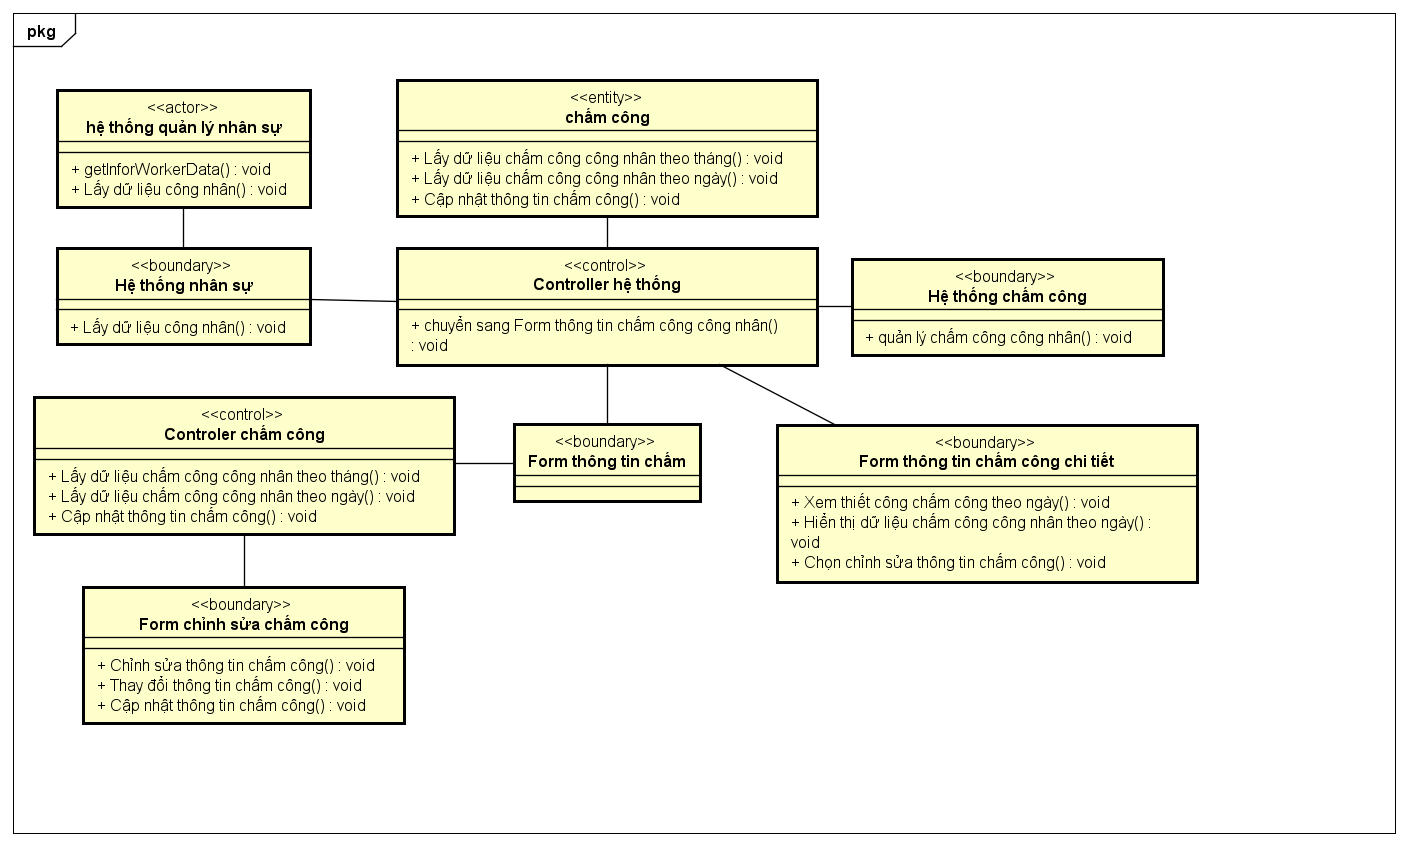 pkg
<<actor>>
hệ thống quản lý nhân sự
+ getInforWorkerData() : void
+ Lấy dữ liệu công nhân() : void
<<entity>>
chấm công
+ Lấy dữ liệu chấm công công nhân theo tháng() : void
+ Lấy dữ liệu chấm công công nhân theo ngày() : void
+ Cập nhật thông tin chấm công() : void
<<boundary>>
Hệ thống nhân sự
+ Lấy dữ liệu công nhân() : void
<<control>>
Controller hệ thống
+ chuyển sang Form thông tin chấm công công nhân()
: void
<<boundary>>
Hệ thống chấm công
+ quản lý chấm công công nhân() : void
<<control>>
Controler chấm công
+ Lấy dữ liệu chấm công công nhân theo tháng() : void
+ Lấy dữ liệu chấm công công nhân theo ngày() : void
+ Cập nhật thông tin chấm công() : void
<<boundary>>
Form thông tin chấm
<<boundary>>
Form thông tin chấm công chi tiết
+ Xem thiết công chấm công theo ngày() : void
+ Hiển thị dữ liệu chấm công công nhân theo ngày() :
void
+ Chọn chỉnh sửa thông tin chấm công() : void
<<boundary>>
Form chỉnh sửa chấm công
+ Chỉnh sửa thông tin chấm công() : void
+ Thay đổi thông tin chấm công() : void
+ Cập nhật thông tin chấm công() : void